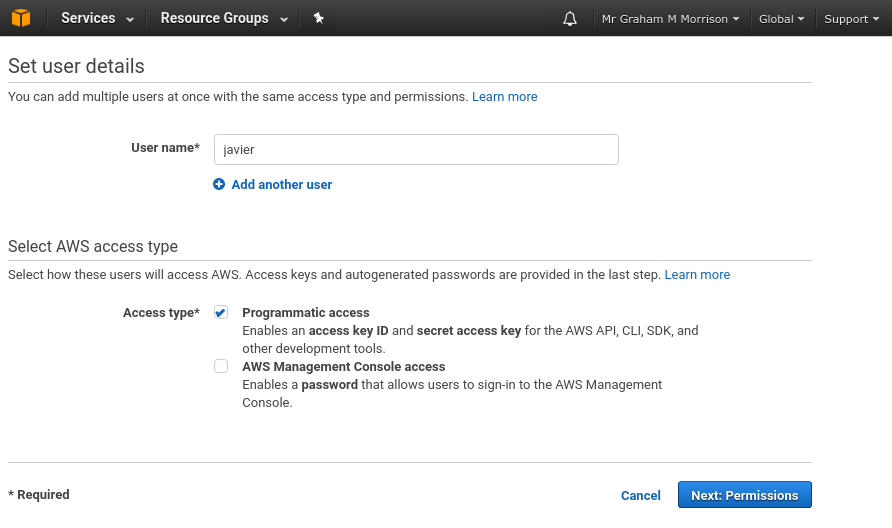 Services Resource Groups Mr Graham M Morrison Global Support
Set user details
You can add multiple users at once with the same access type and permissions. Learn more
User name* javier
Add another user
Select AWS access type
Select how these users will access AWS. Access keys and autogenerated passwords are provided in the last step. Learn more
Access type* Programmatic access
Enables an access key ID and secret access key for the AWS API, CLI, SDK, and
other development tools.
AWS Management Console access
Enables a password that allows users to sign-in to the AWS Management
Console.
* Required Cancel Next: Permissions